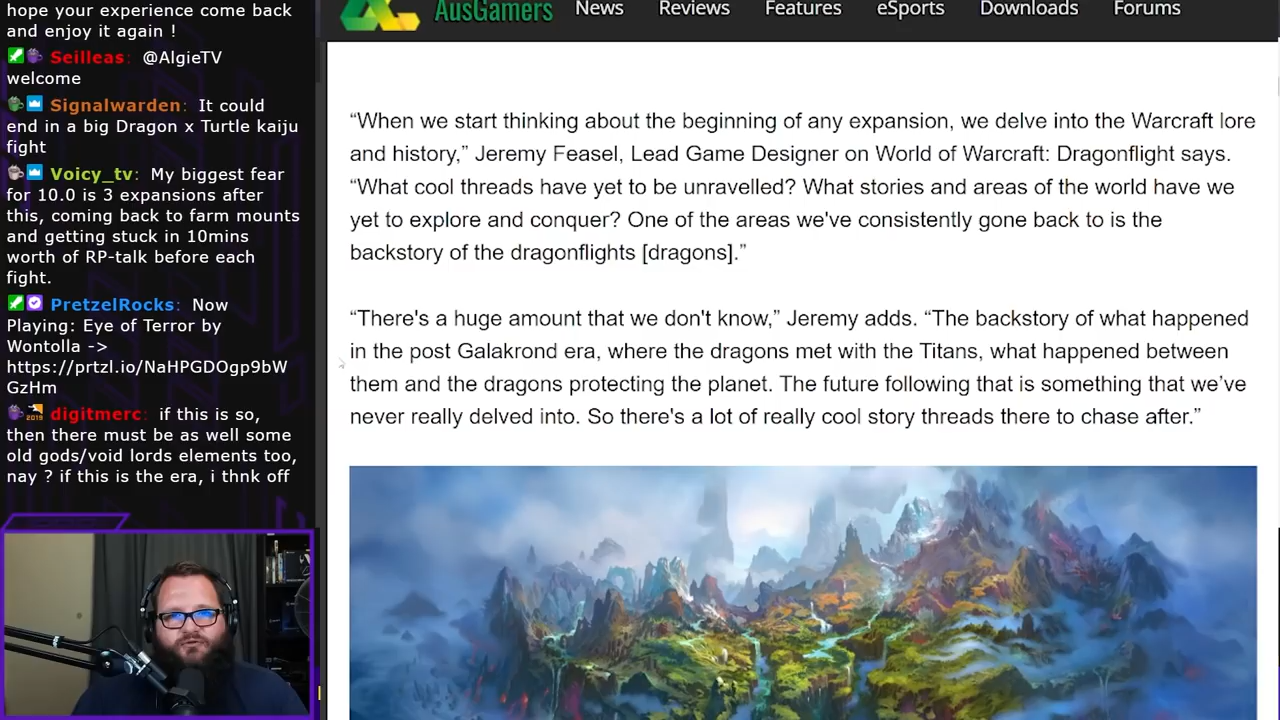 hope your experience come back
and enjoy it again !
Seilleas: @AlgieTV
welcome
Signalwarden: It could
end in a big Dragon x Turtle kaiju
fight
Voicy_tv: My biggest fear
for 10.0 is 3 expansions after
this, coming back to farm mounts
and getting stuck in 10mins
worth of RP-talk before each
fight.
PretzelRocks: Now
Playing: Eye of Terror by
Wontolla ->
https://prtzl.io/NaHPGDOgp9bW
GzHm
2019 digitmerc: if this is so,
then there must be as well some
old gods/void lords elements too,
nay ? if this is the era, i thnk off
AusGamers News Reviews Features eSports Downloads Forums
“When we start thinking about the beginning of any expansion, we delve into the Warcraft lore
and history,” Jeremy Feasel, Lead Game Designer on World of Warcraft: Dragonflight says.
“What cool threads have yet to be unravelled? What stories and areas of the world have we
yet to explore and conquer? One of the areas we've consistently gone back to is the
backstory of the dragonflights [dragons].”
“There's a huge amount that we don't know,” Jeremy adds. “The backstory of what happened
in the post Galakrond era, where the dragons met with the Titans, what happened between
them and the dragons protecting the planet. The future following that is something that we’ve
never really delved into. So there's a lot of really cool story threads there to chase after.”